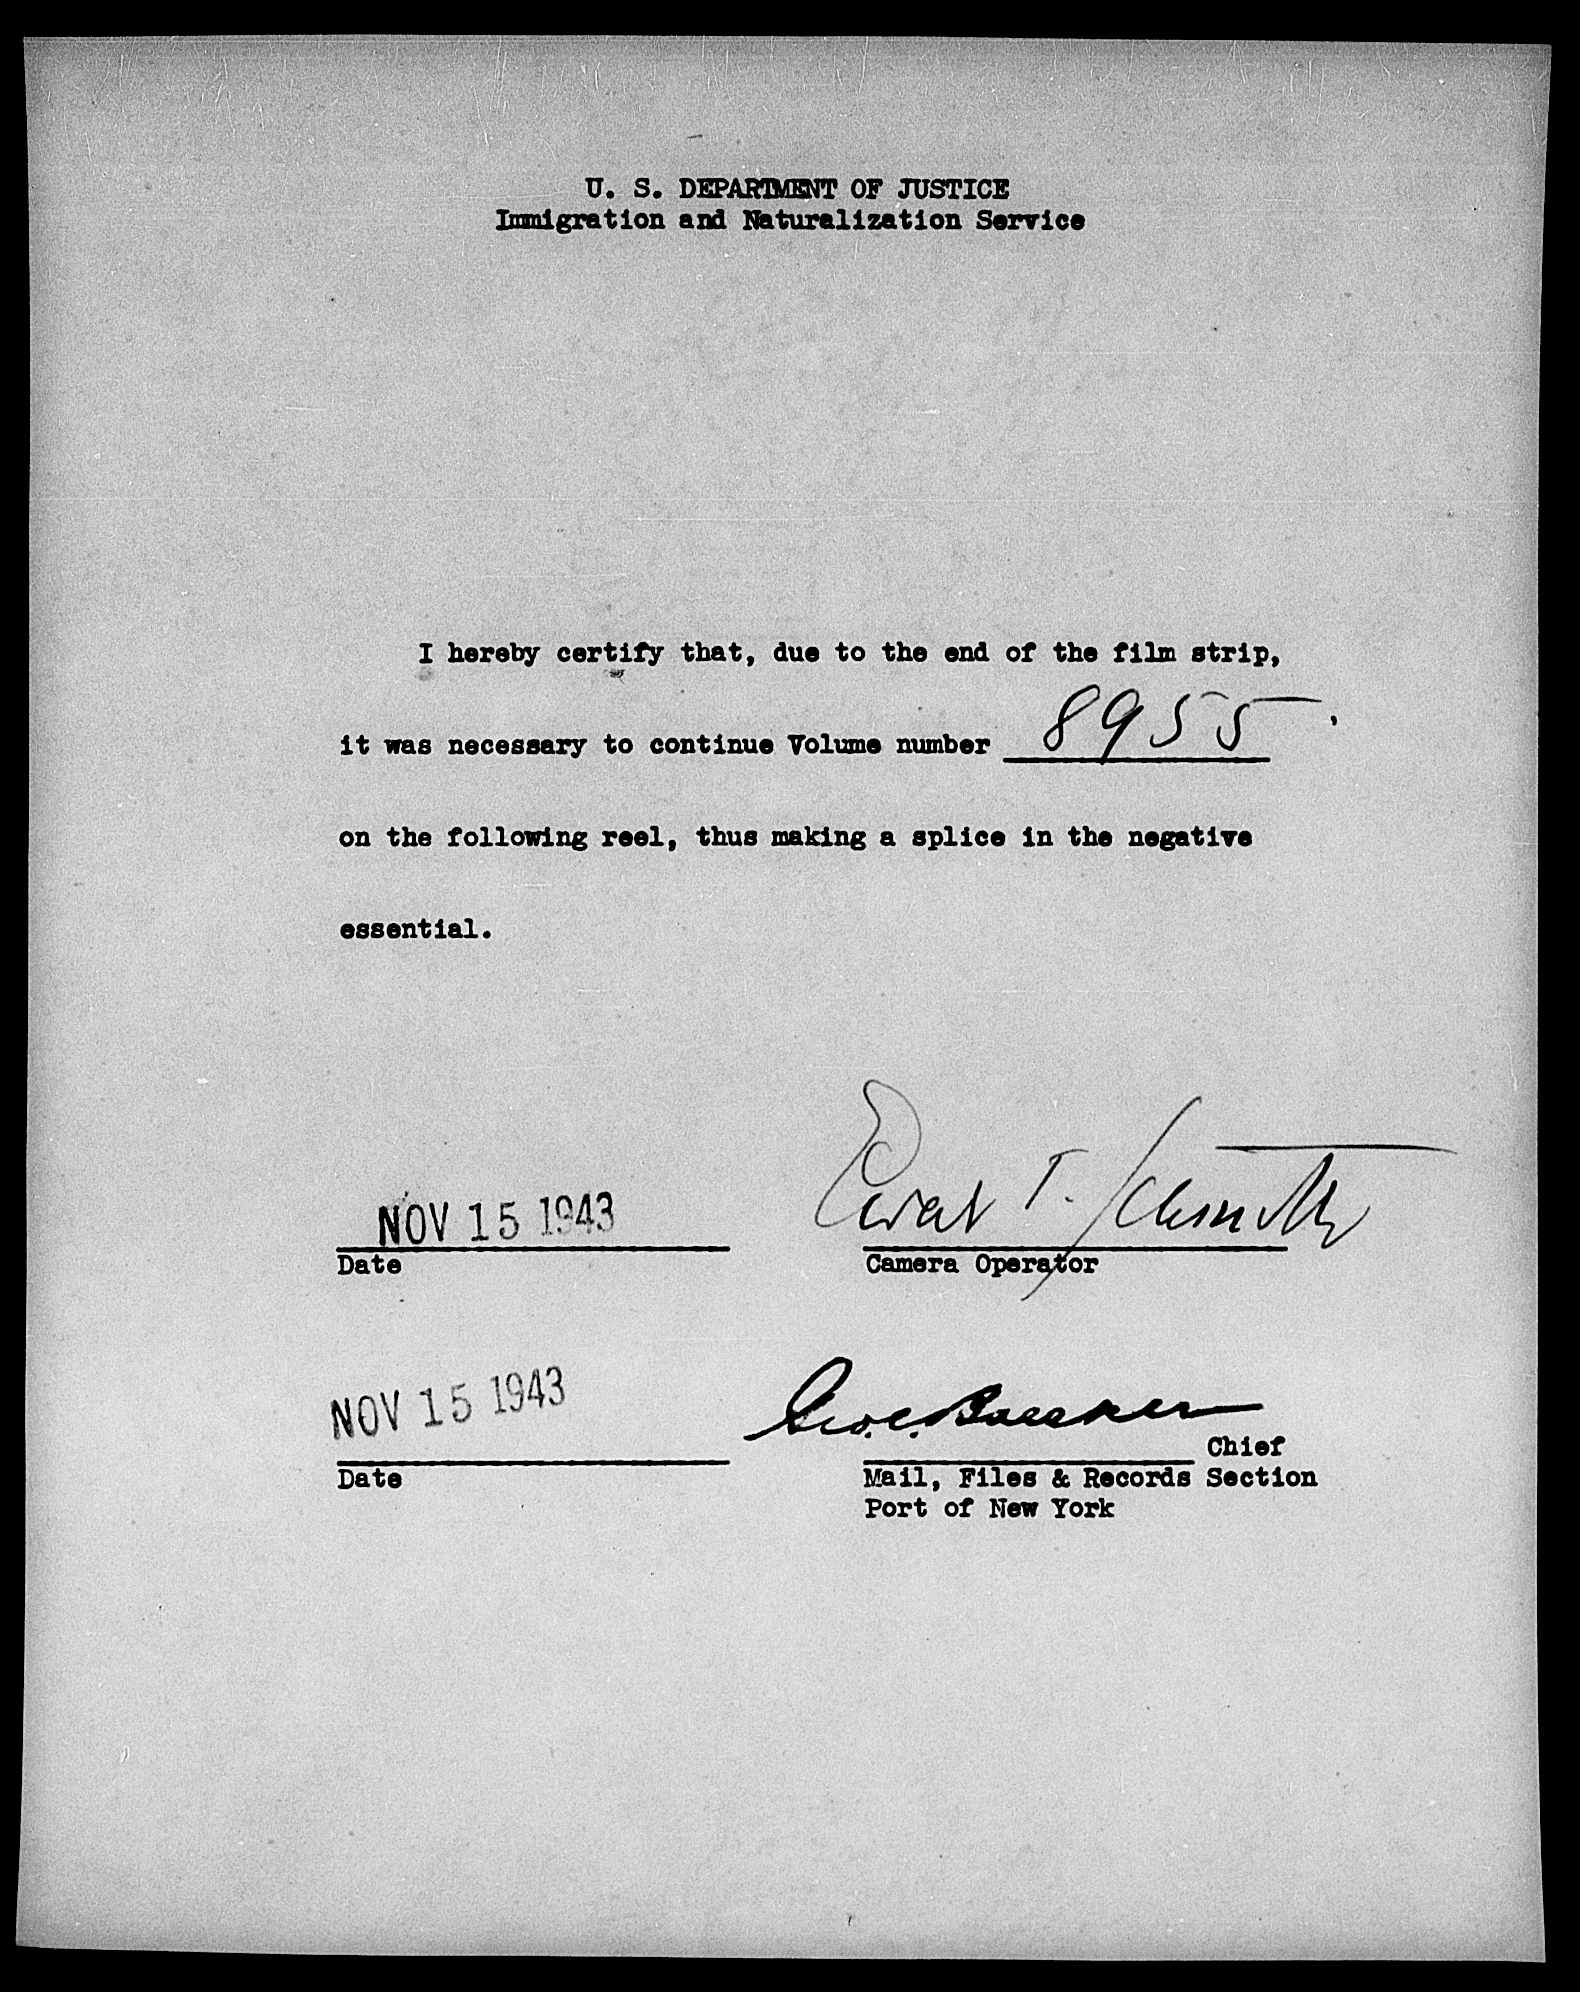 U. S. DEPARTMENT OF JUSTICE
Immigration and Naturalization Service
I hereby certify that, due to the end of the film strip,
it was necessary to continue Volume number 8955,
on the following reel, thus making a splice in the negative
essential.
NOV 15 1943
Date
T.
Camera Operator
NOV 15 1943
Geo. C.
Chief
Date
Mail, Files & Records Section
Port of New York